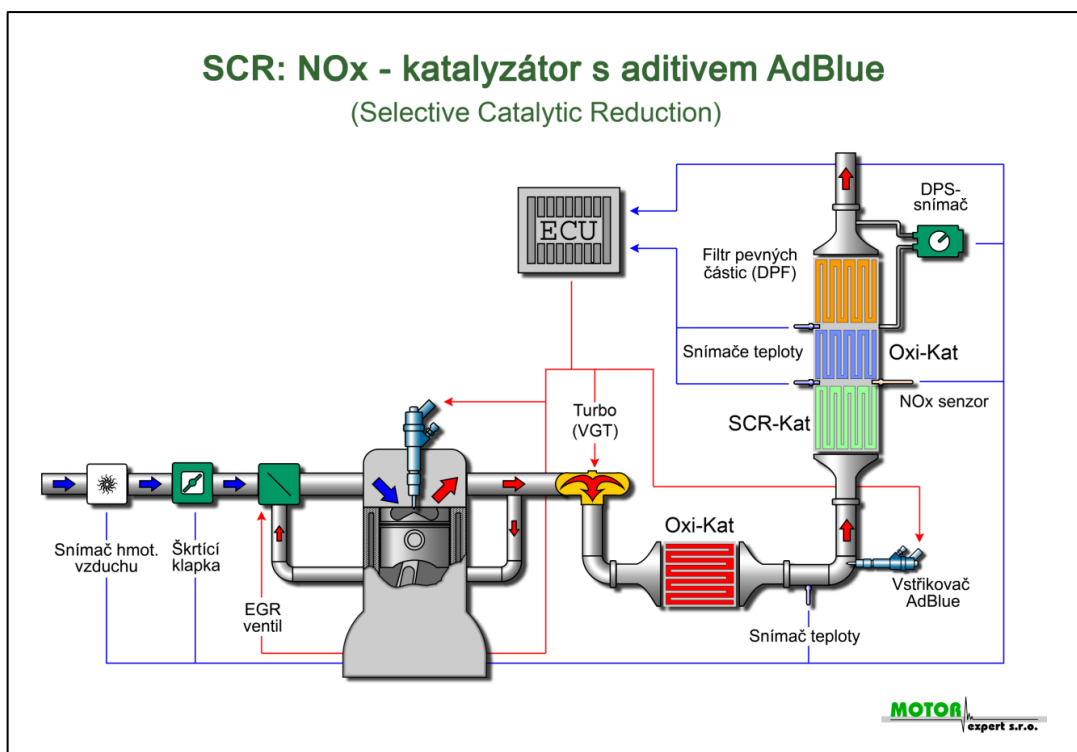 SCR: NOx - katalyzátor s aditivem AdBlue
(Selective Catalytic Reduction)
ECU
DPS-
snímač
Filtr pevných
částic (DPF)
Snímače teploty
Oxi-Kat
NOx senzor
SCR-Kat
Turbo
(VGT)
Oxi-Kat
Snímač hmot.
vzduchu
Škrtící
klapka
EGR
ventil
Vstřikovač
AdBlue
Snímač teploty
MOTOR
expert s.r.o.